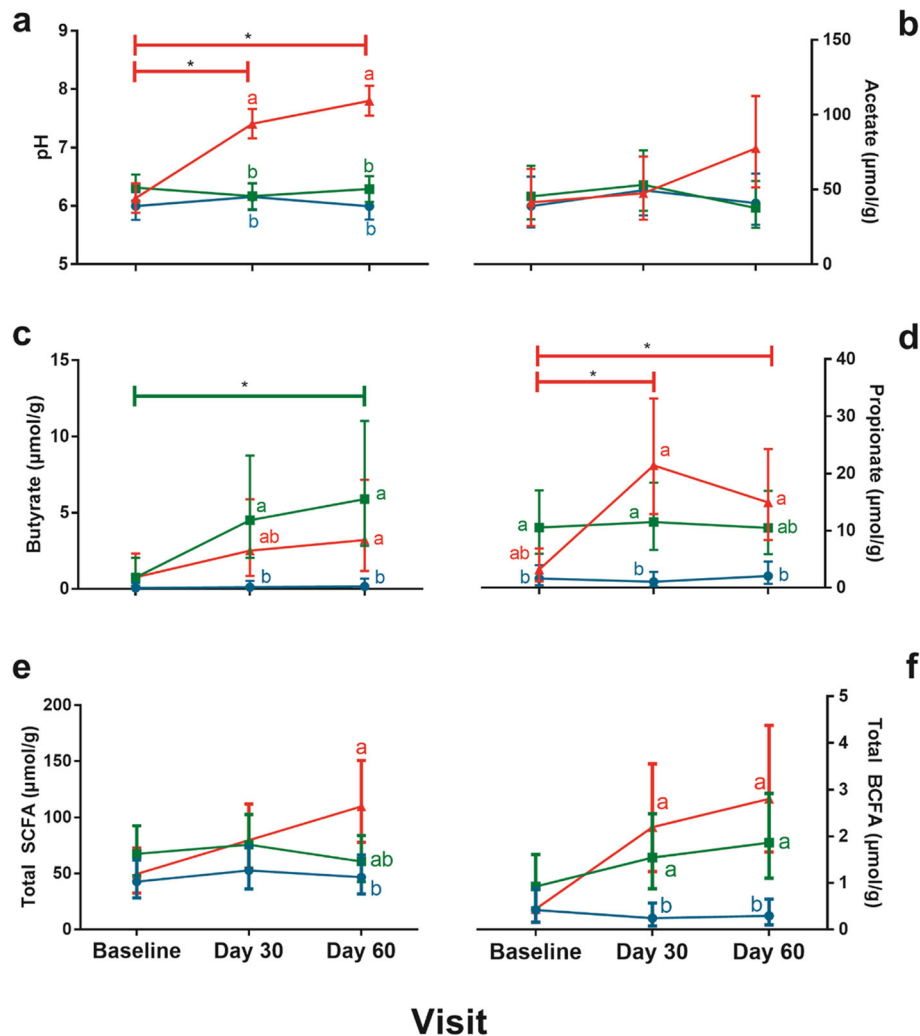 a
b
9
8
7
6
5
pH
*
*
a
a
b
b
b
b
150
100
50
0
Acetate (μmol/g)
c
d
15
10
5
0
Butyrate (μmol/g)
*
a
a
ab
a
b
b
40
30
20
10
0
Propionate (μmol/g)
*
*
a
a
a
a
ab
ab
b
b
b
e
f
200
150
100
50
0
Total SCFA (μmol/g)
a
ab
b
5
4
3
2
1
0
Total BCFA (μmol/g)
a
a
a
a
b
b
Baseline Day 30 Day 60
Baseline Day 30 Day 60
Visit